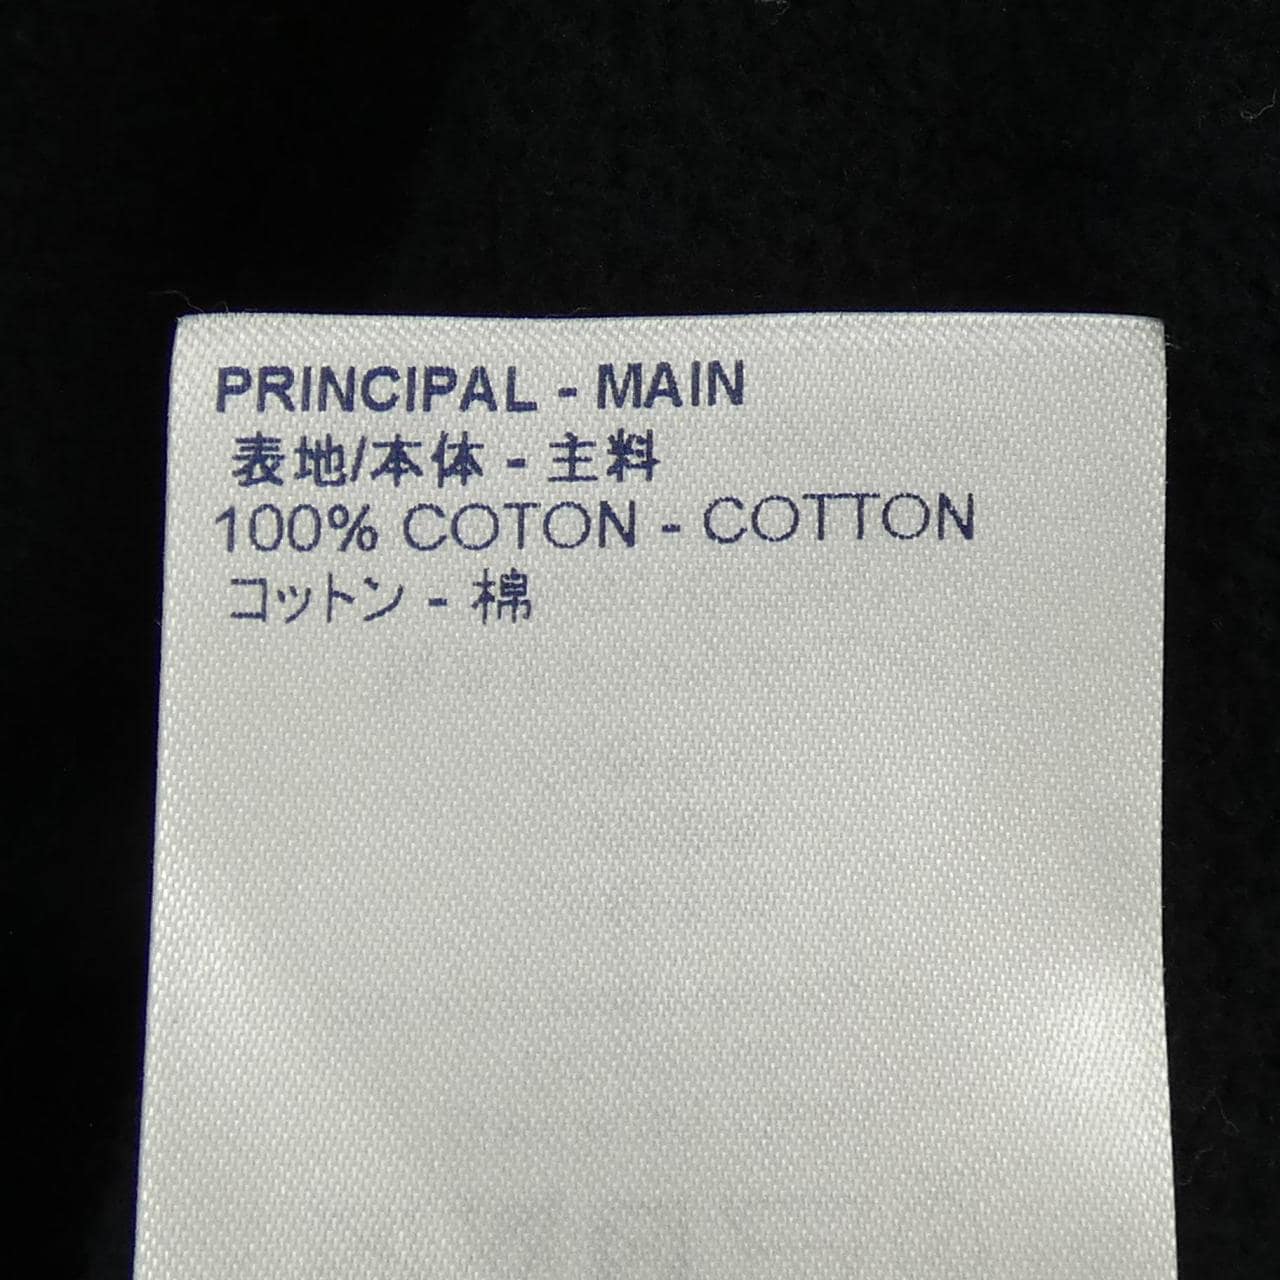 PRINCIPAL - MAIN
表地/本体 - 主料
100% COTON - COTTON
コットン - 棉